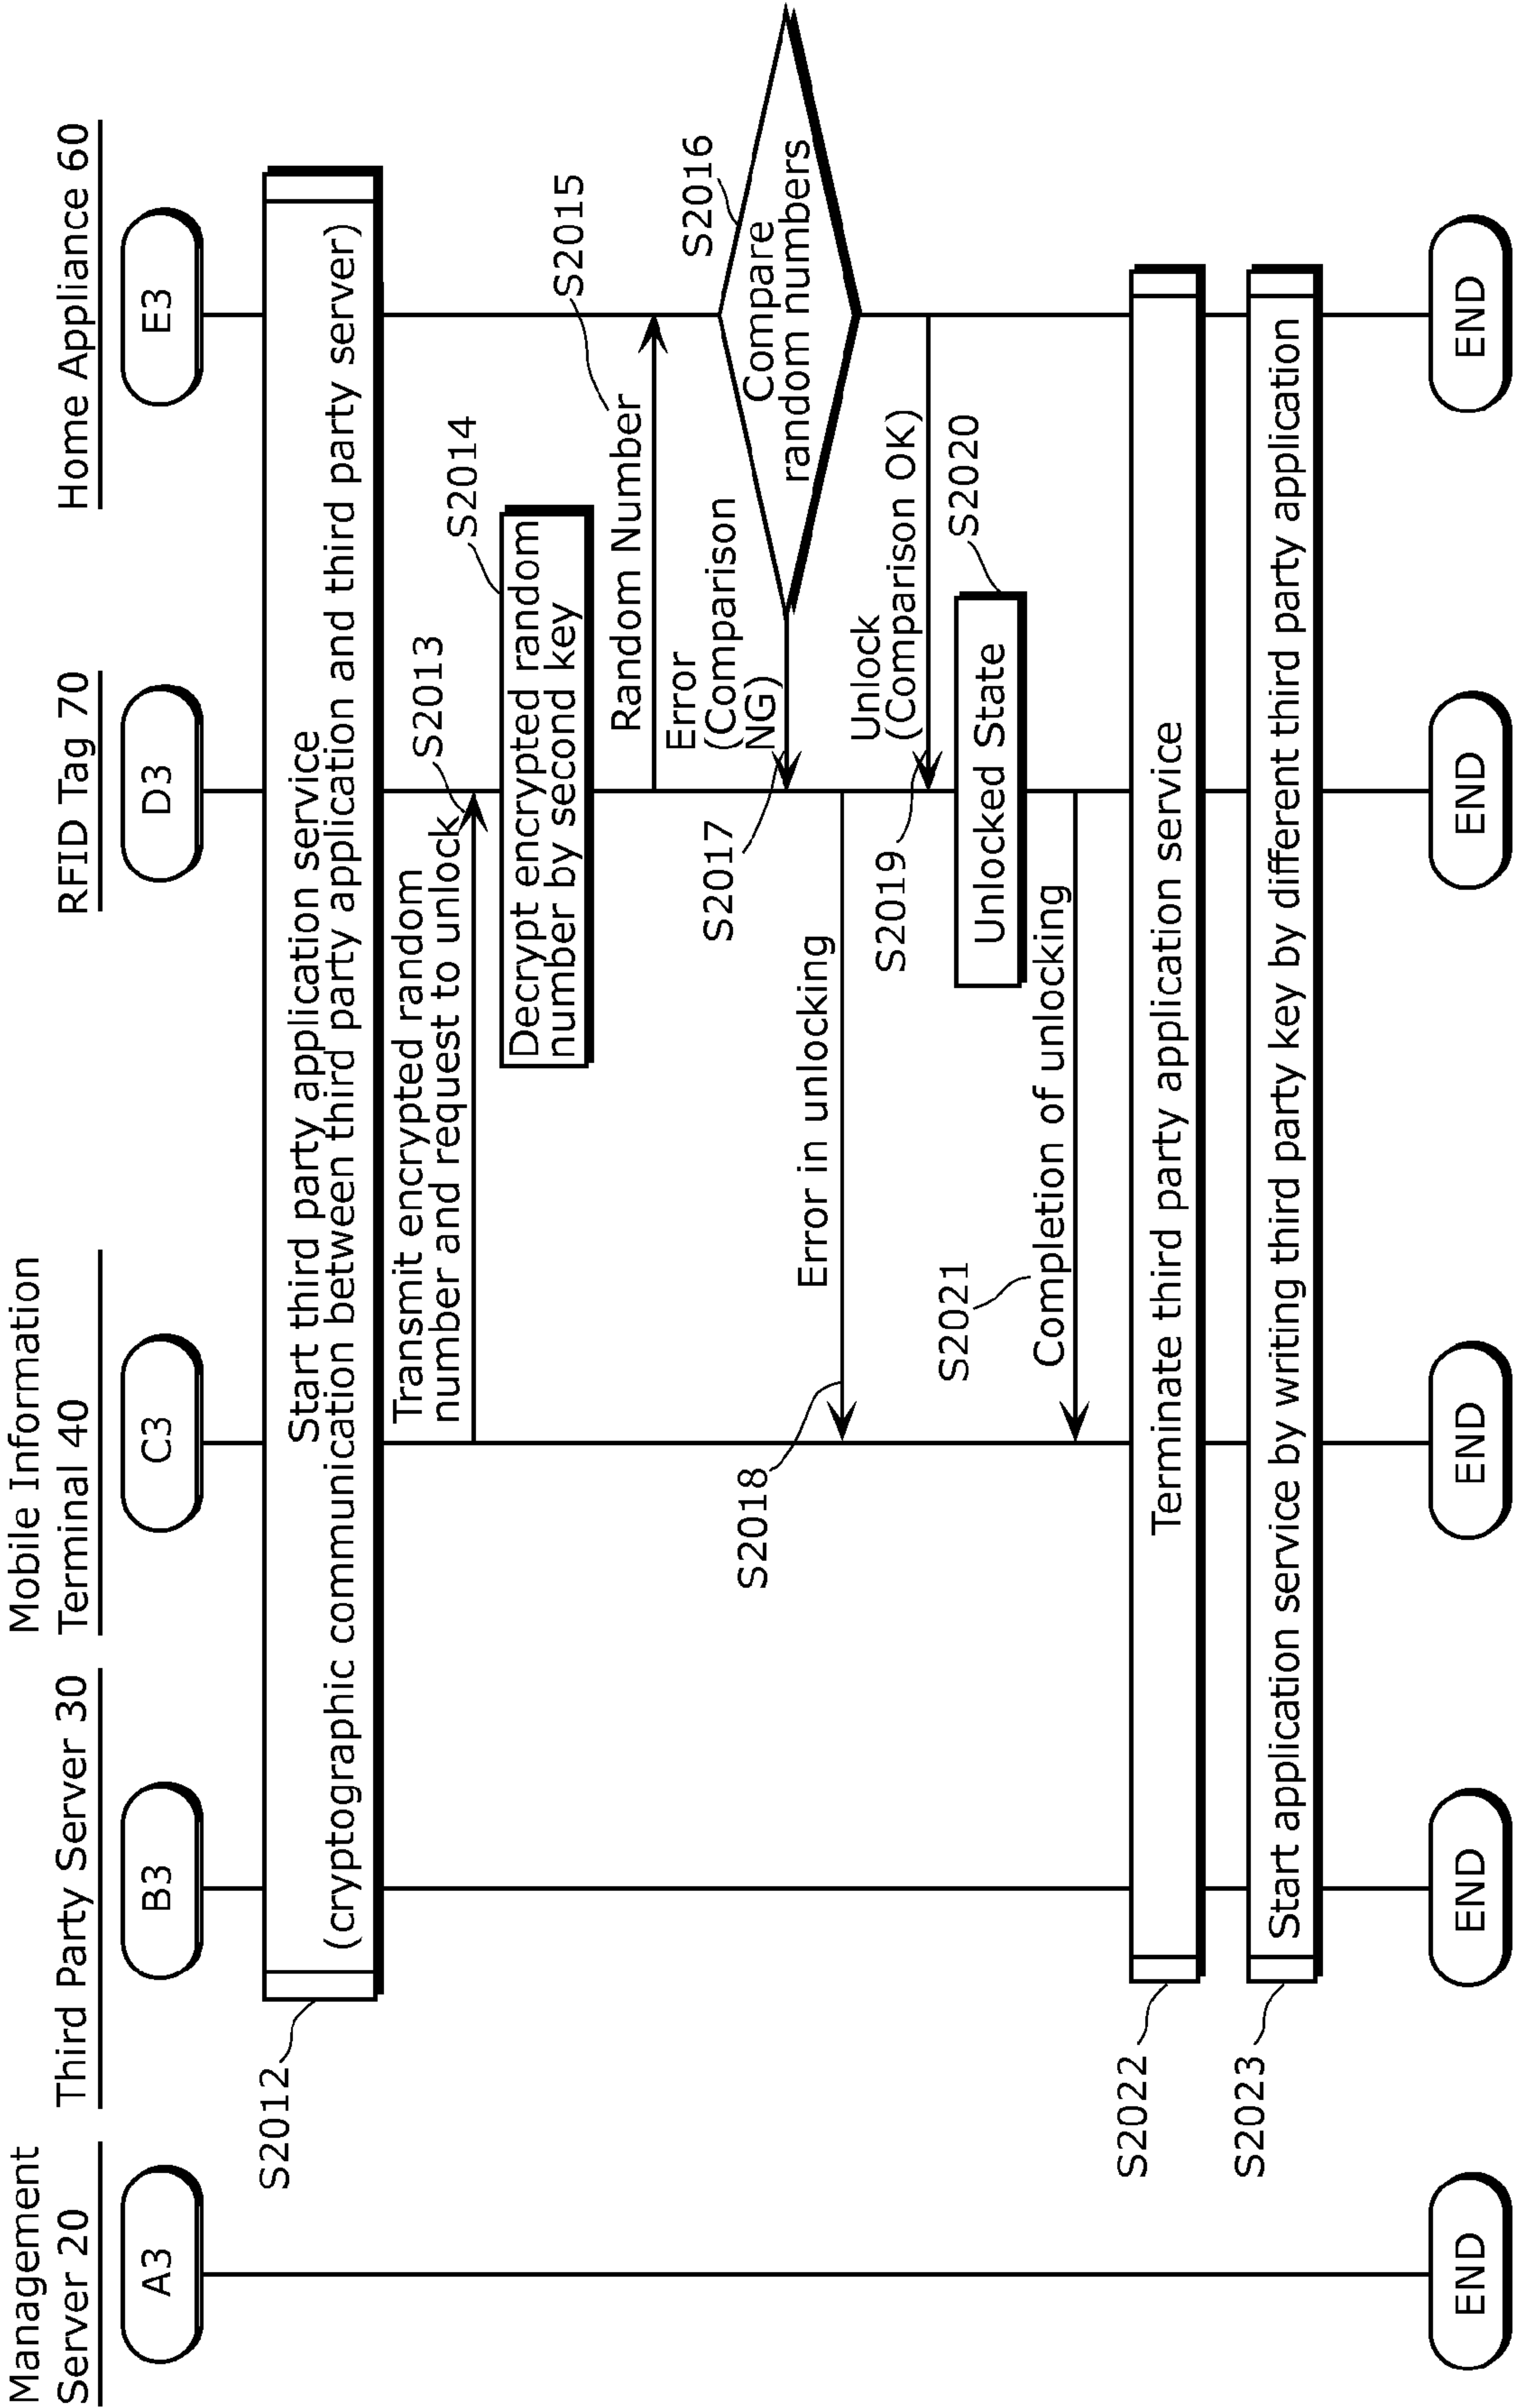 Management
Server 20
Third Party Server 30
Mobile Information
Terminal 40
RFID Tag 70
Home Appliance 60
A3
B3
C3
D3
E3
S2012
Start third party application service
(cryptographic communication between third party application and third party server)
Transmit encrypted random
number and request to unlock
S2013
S2014
Decrypt encrypted random
number by second key
Random Number
S2015
S2016
Compare
random numbers
Error
(Comparison
NG)
S2017
Error in unlocking
S2018
Unlock
(Comparison OK)
S2019
S2020
Unlocked State
S2021
Completion of unlocking
S2022
Terminate third party application service
S2023
Start application service by writing third party key by different third party application
END
END
END
END
END